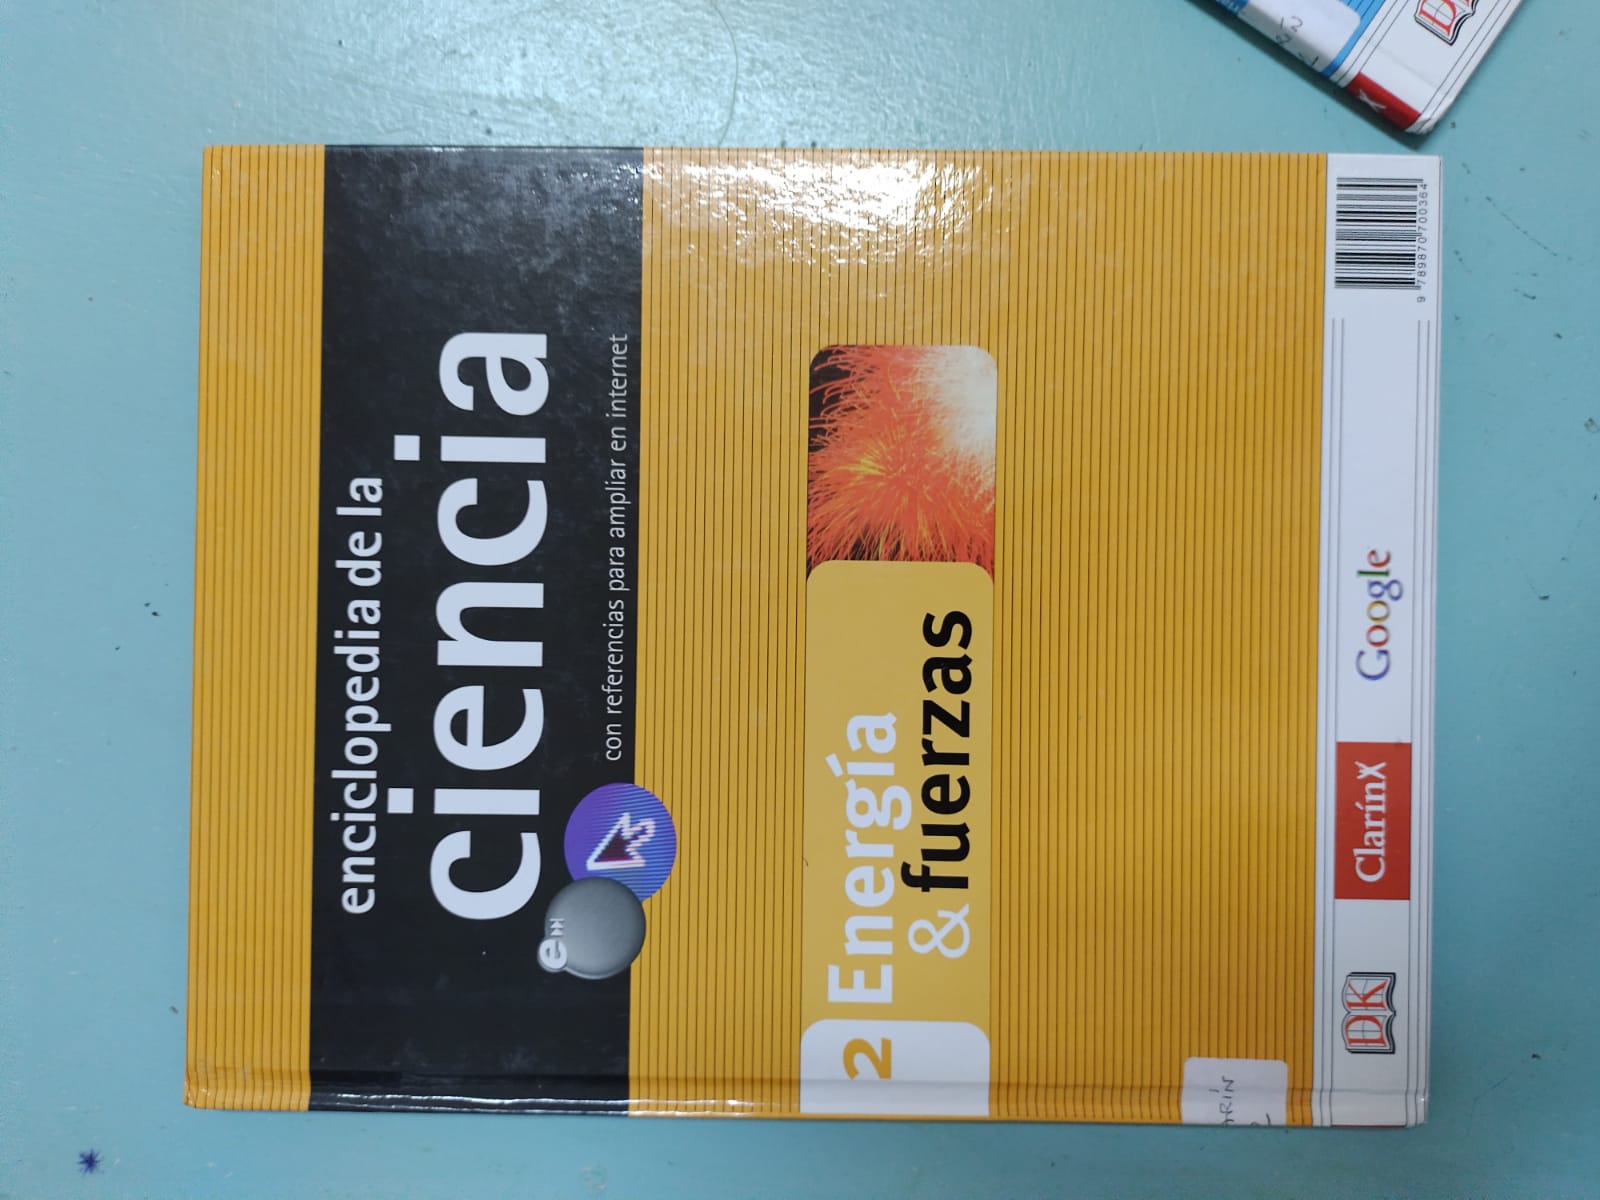 enciclopedia de la
ciencia
con referencias para ampliar en internet
e
2 Energía
& fuerzas
DK
ClarínX
Google
9 789870 700364